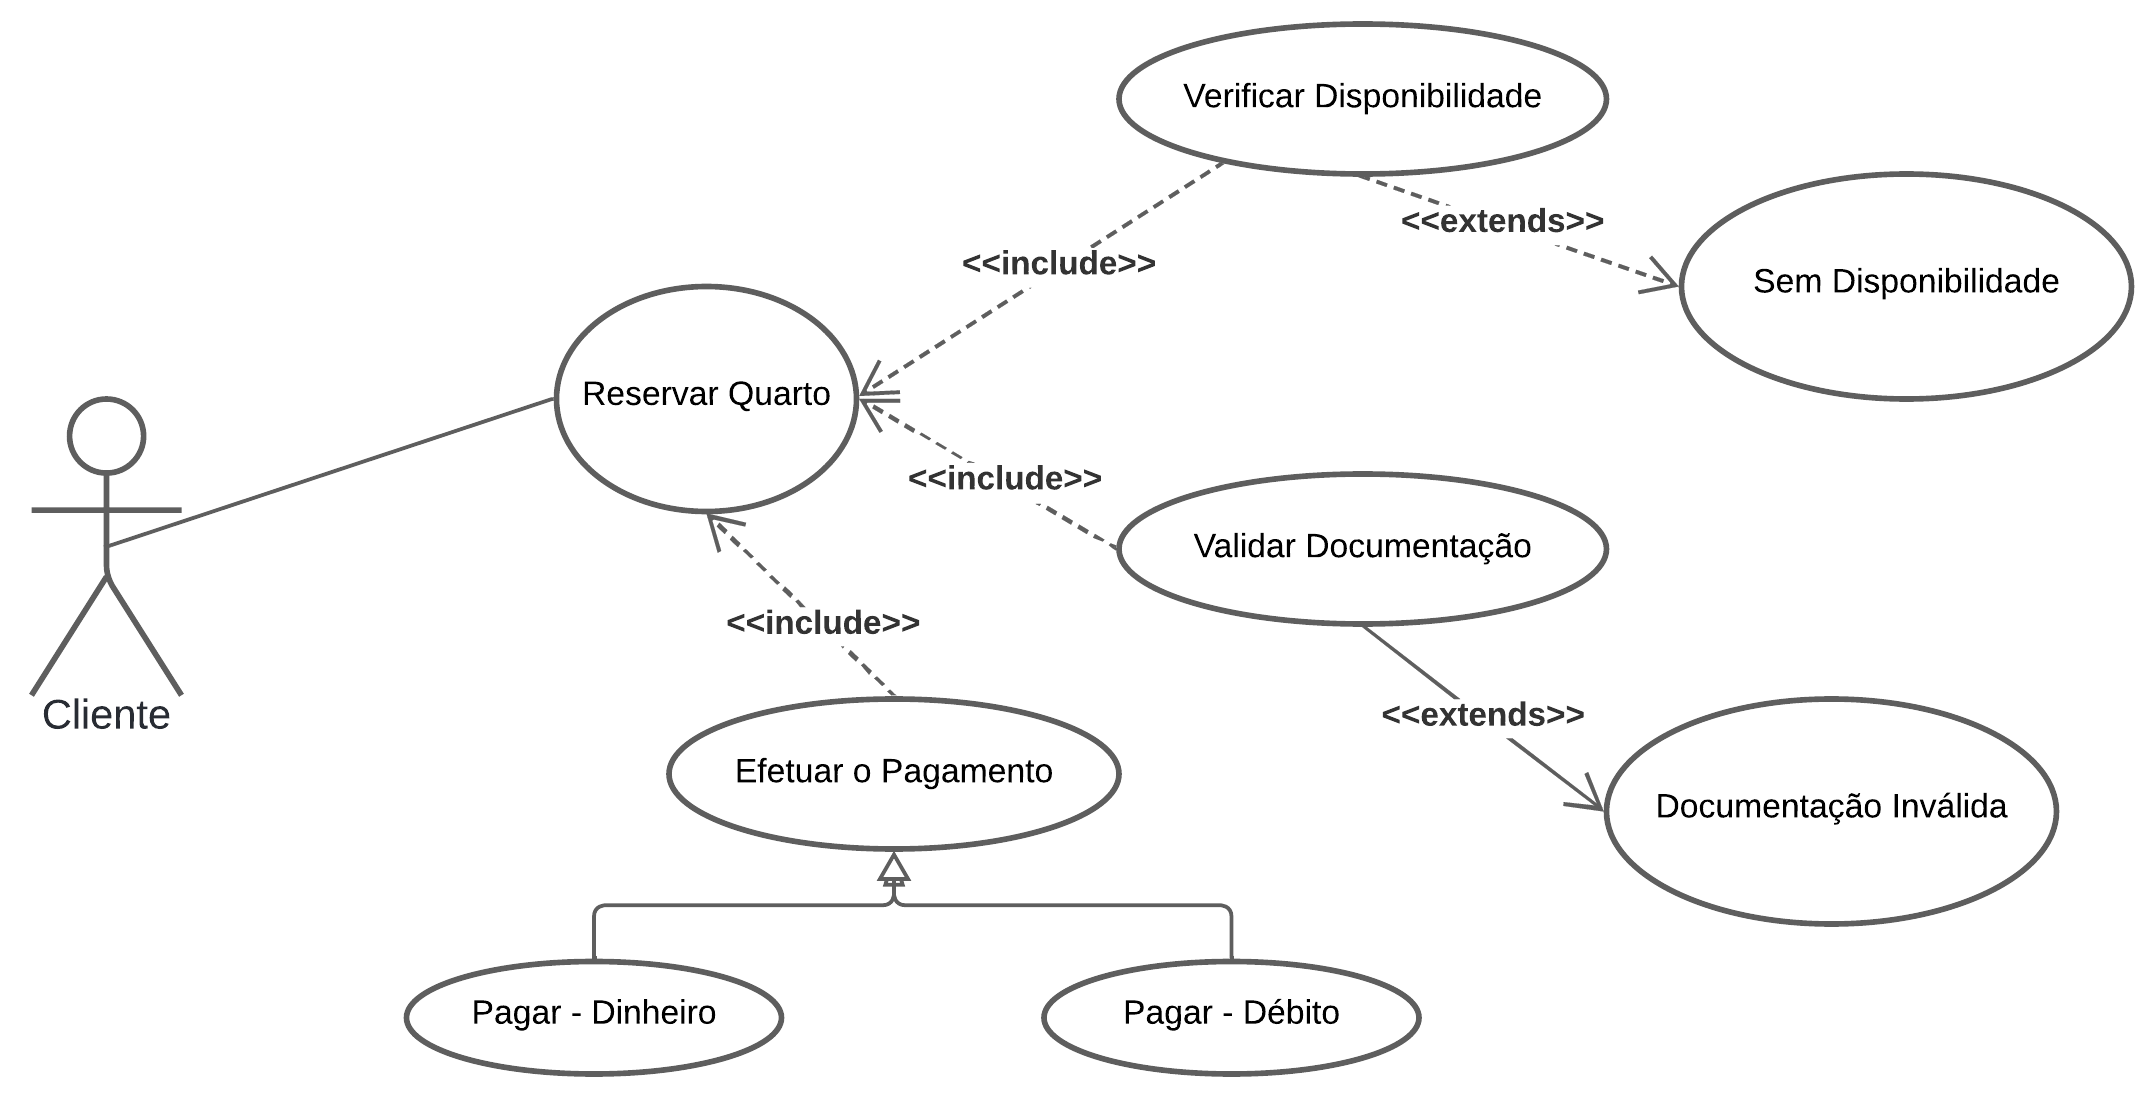 Verificar Disponibilidade
<<extends>>
<<include>>
Sem Disponibilidade
Reservar Quarto
<<include>>
Validar Documentação
<<include>>
Cliente
<<extends>>
Efetuar o Pagamento
Documentação Inválida
Pagar - Dinheiro
Pagar - Débito